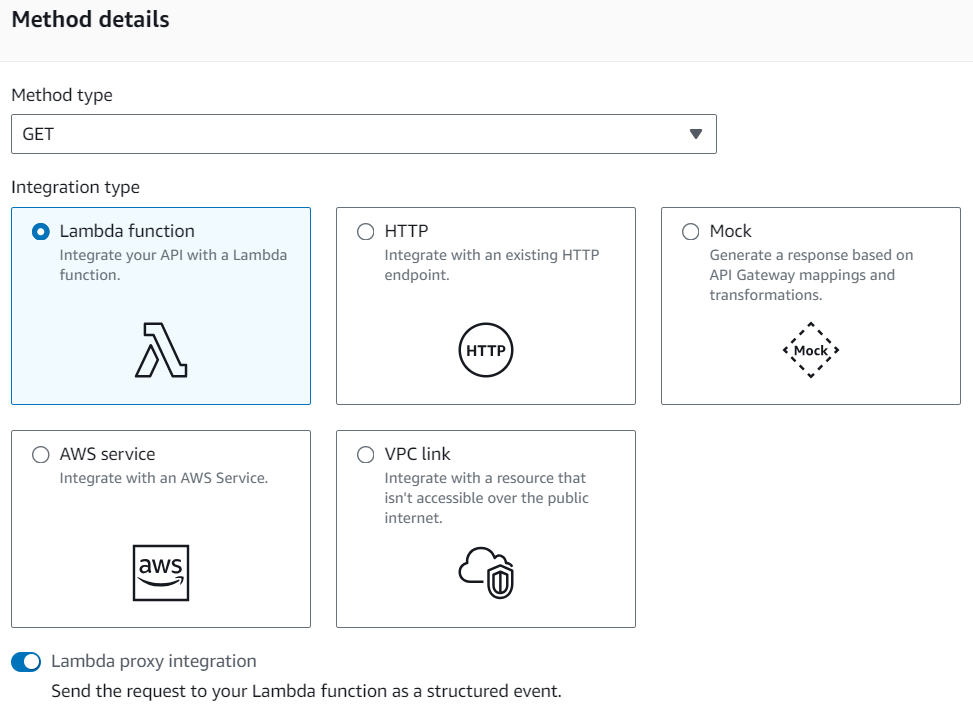 Method details
Method type
GET
Integration type
Lambda function
Integrate your API with a Lambda
function.
HTTP
Integrate with an existing HTTP
endpoint.
HTTP
Mock
Generate a response based on
API Gateway mappings and
transformations.
Mock
AWS service
Integrate with an AWS Service.
aws
VPC link
Integrate with a resource that
isn't accessible over the public
internet.
Lambda proxy integration
Send the request to your Lambda function as a structured event.